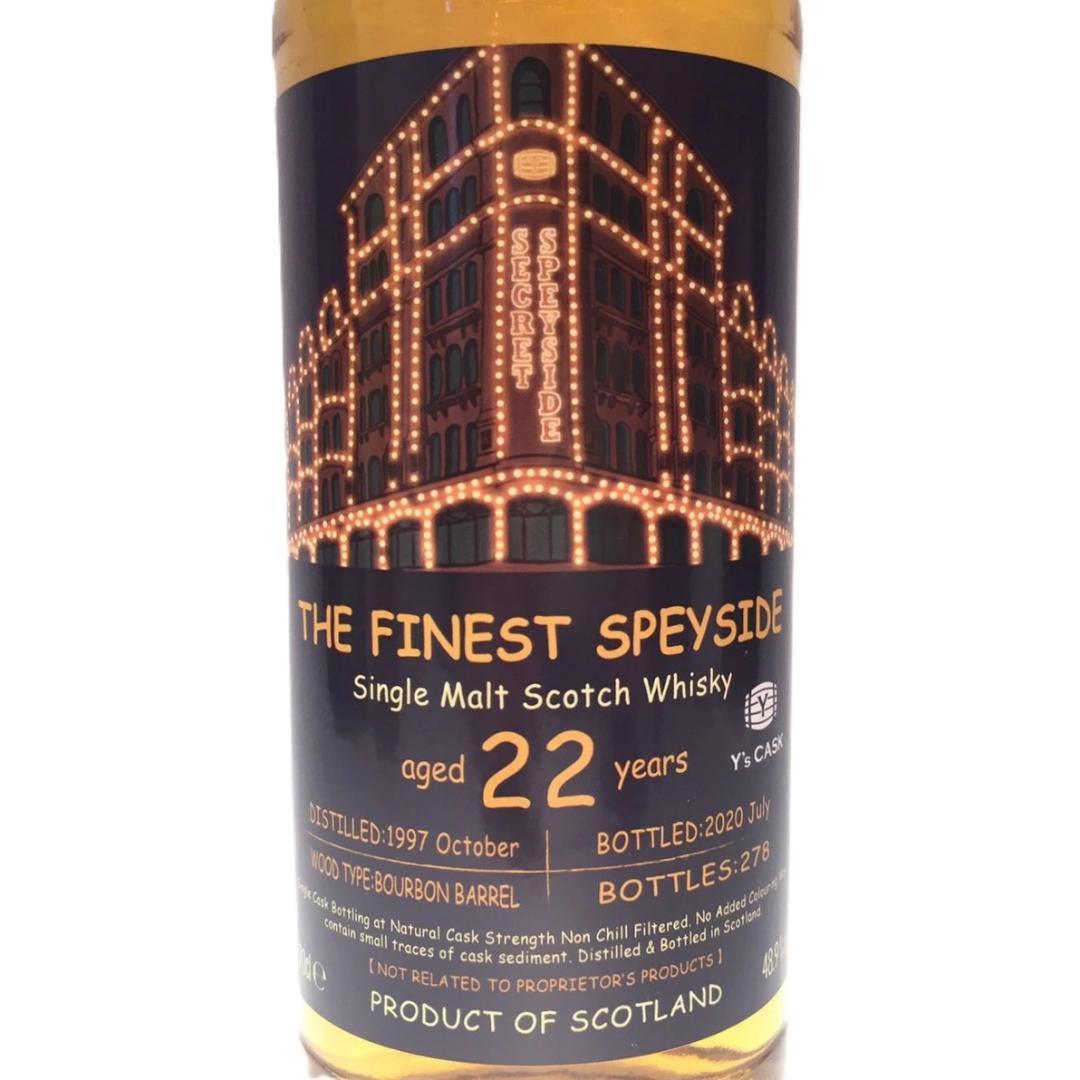 SECRET
SPEYSIDE
THE FINEST SPEYSIDE
Single Malt Scotch Whisky
Y
Y's CASK
aged 22 years
DISTILLED:1997 October
BOTTLED:2020 July
WOOD TYPE:BOURBON BARREL
BOTTLES:278
Single Cask Bottling at Natural Cask Strength Non Chill Filtered. No Added Colouring
contain small traces of cask sediment. Distilled & Bottled in Scotland.
[ NOT RELATED TO PROPRIETOR'S PRODUCTS ]
PRODUCT OF SCOTLAND